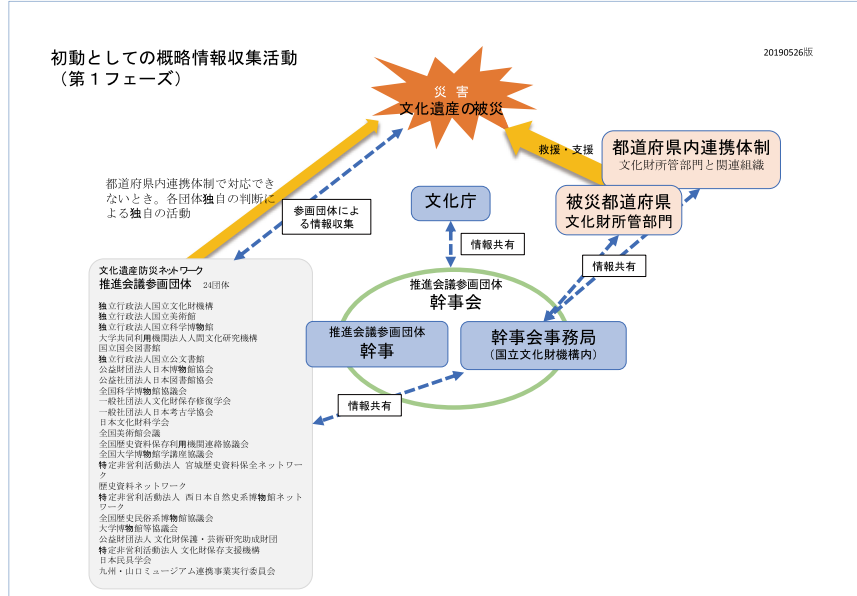 初動としての概略情報収集活動
（第１フェーズ）
20190526版
災 害
文化遺産の被災
救援・支援
都道府県内連携体制
文化財所管部門と関連組織
被災都道府県
文化財所管部門
都道府県内連携体制で対応でき
ないとき。各団体独自の判断に
よる独自の活動
参画団体によ
る情報収集
文化庁
情報共有
情報共有
文化遺産防災ネットワーク
推進会議参画団体 24団体
独立行政法人国立文化財機構
独立行政法人国立美術館
独立行政法人国立科学博物館
大学共同利用機関法人人間文化研究機構
国立国会図書館
独立行政法人国立公文書館
公益財団法人日本博物館協会
公益社団法人日本図書館協会
全国科学博物館協議会
一般社団法人文化財保存修復学会
一般社団法人日本考古学協会
日本文化財科学会
全国美術館会議
全国歴史資料保存利用機関連絡協議会
全国大学博物館学講座協議会
特定非営利活動法人 宮城歴史資料保全ネットワー
ク
歴史資料ネットワーク
特定非営利活動法人 西日本自然史系博物館ネット
ワーク
全国歴史民俗系博物館協議会
大学博物館等協議会
公益財団法人 文化財保護・芸術研究助成財団
特定非営利活動法人 文化財保存支援機構
日本民具学会
九州・山口ミュージアム連携事業実行委員会
推進会議参画団体
幹事会
推進会議参画団体
幹事
幹事会事務局
（国立文化財機構内）
情報共有